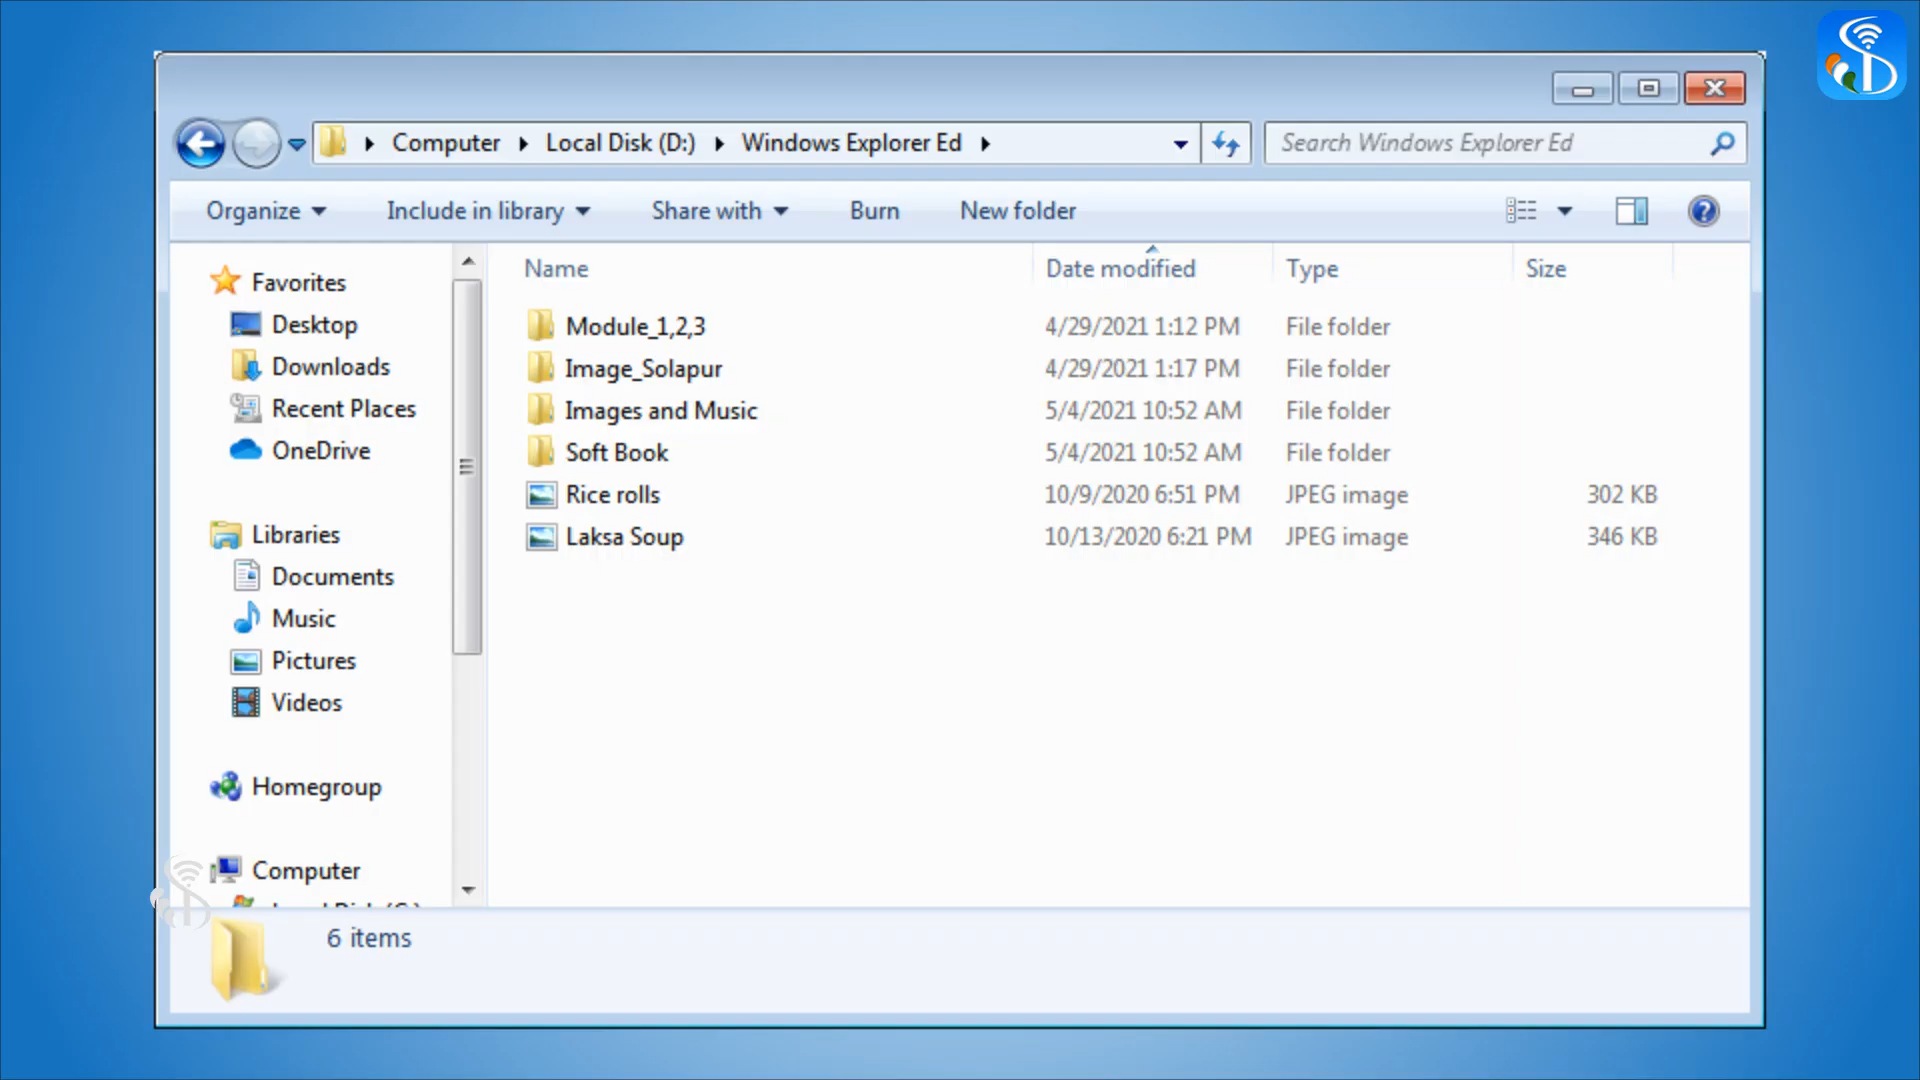 Computer Local Disk (D:) Windows Explorer Ed Search Windows Explorer Ed
Organize Include in library Share with Burn New folder
Favorites
Desktop
Downloads
Recent Places
OneDrive
Libraries
Documents
Music
Pictures
Videos
Homegroup
Computer
Name Date modified Type Size
Module_1,2,3 4/29/2021 1:12 PM File folder
Image_Solapur 4/29/2021 1:17 PM File folder
Images and Music 5/4/2021 10:52 AM File folder
Soft Book 5/4/2021 10:52 AM File folder
Rice rolls 10/9/2020 6:51 PM JPEG image 302 KB
Laksa Soup 10/13/2020 6:21 PM JPEG image 346 KB
6 items